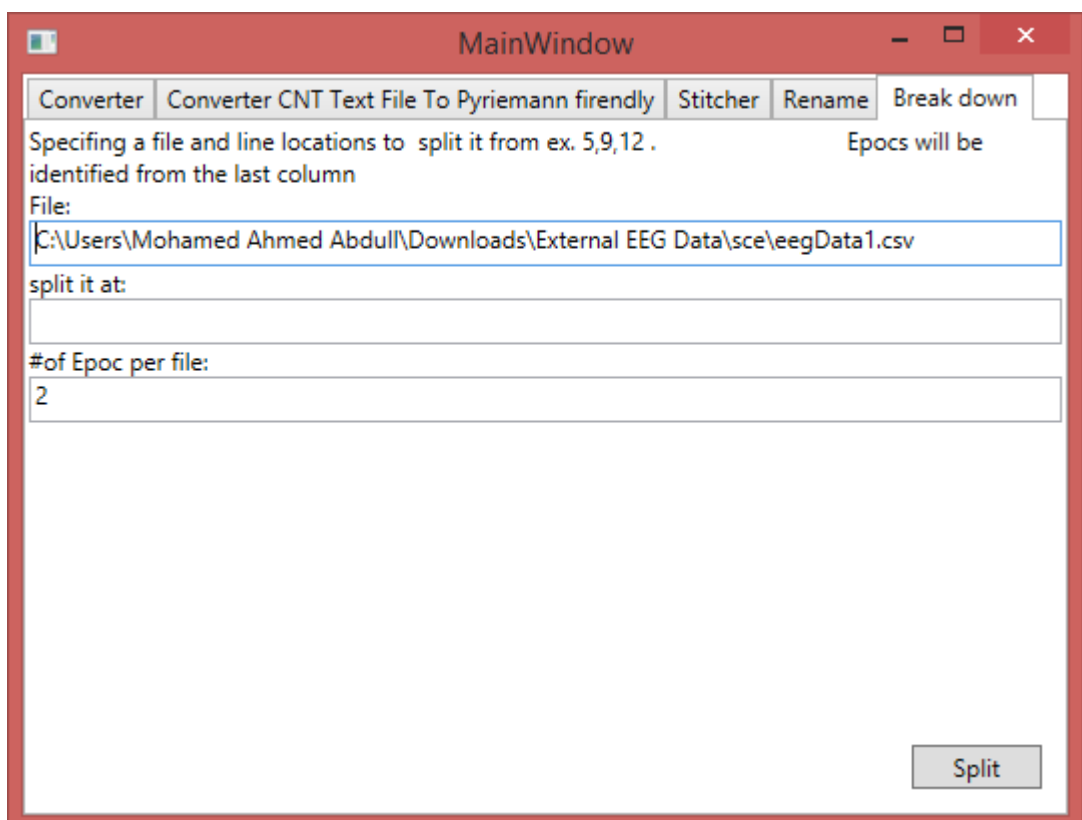 MainWindow
Converter Converter CNT Text File To Pyriemann firendly Stitcher Rename Break down
Specifing a file and line locations to  split it from ex. 5,9,12 . Epocs will be
identified from the last column
File:
C:\Users\Mohamed Ahmed Abdull\Downloads\External EEG Data\sce\eegData1.csv
split it at:
#of Epoc per file:
2
Split